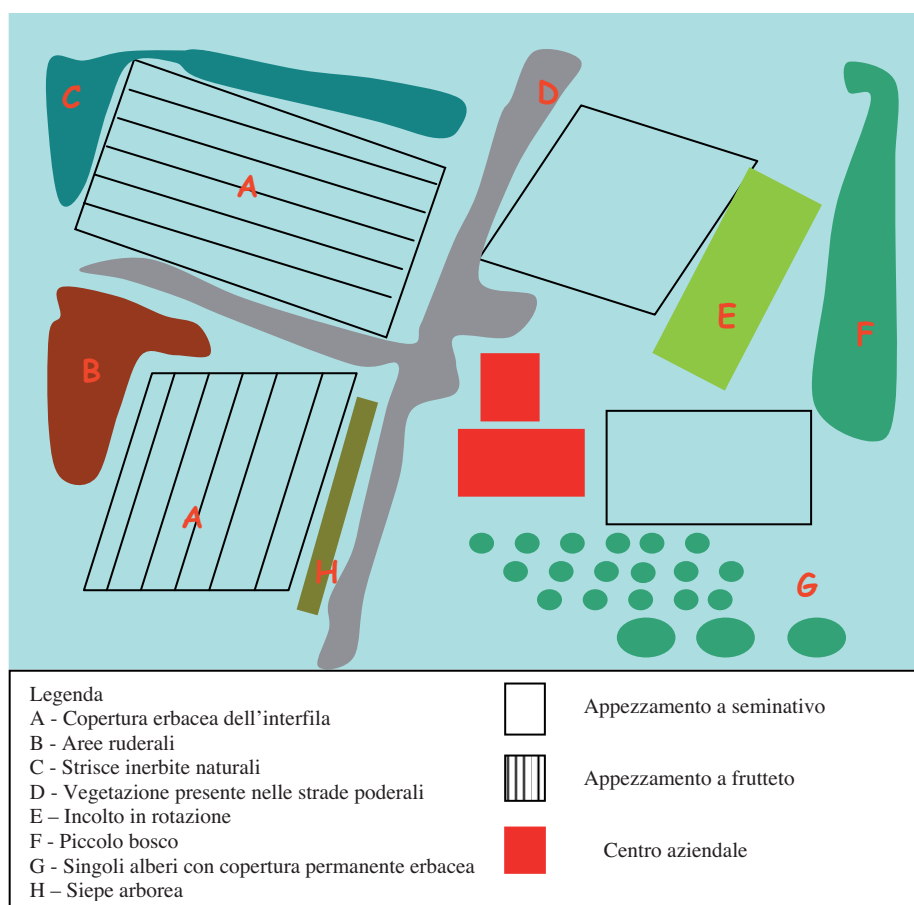 C
D
A
E
F
B
A
H
G
Legenda
A - Copertura erbacea dell'interfila
B - Aree ruderali
C - Strisce inerbite naturali
D - Vegetazione presente nelle strade poderali
E – Incolto in rotazione
F - Piccolo bosco
G - Singoli alberi con copertura permanente erbacea
H – Siepe arborea
Appezzamento a seminativo
Appezzamento a frutteto
Centro aziendale